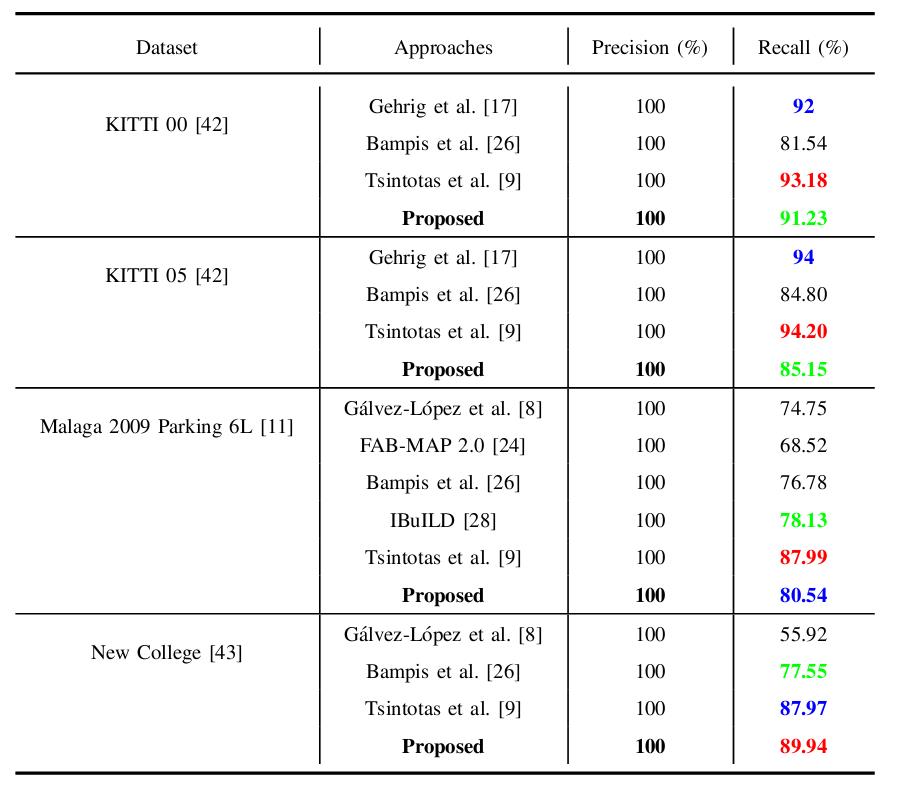 Dataset Approaches Precision (%) Recall (%)
KITTI 00 [42]
Gehrig et al. [17] 100 92
Bampis et al. [26] 100 81.54
Tsintotas et al. [9] 100 93.18
Proposed 100 91.23
KITTI 05 [42]
Gehrig et al. [17] 100 94
Bampis et al. [26] 100 84.80
Tsintotas et al. [9] 100 94.20
Proposed 100 85.15
Malaga 2009 Parking 6L [11]
Gálvez-López et al. [8] 100 74.75
FAB-MAP 2.0 [24] 100 68.52
Bampis et al. [26] 100 76.78
IBuILD [28] 100 78.13
Tsintotas et al. [9] 100 87.99
Proposed 100 80.54
New College [43]
Gálvez-López et al. [8] 100 55.92
Bampis et al. [26] 100 77.55
Tsintotas et al. [9] 100 87.97
Proposed 100 89.94